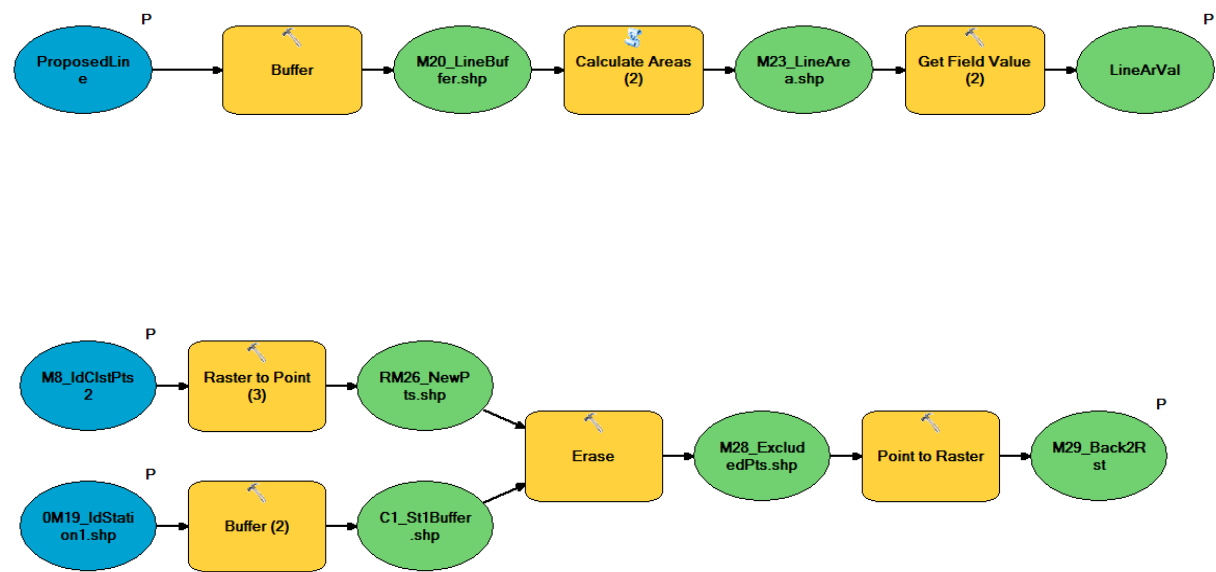 P
P
ProposedLin
e
Buffer
M20_LineBuf
fer.shp
Calculate Areas
(2)
M23_LineAre
a.shp
Get Field Value
(2)
LineArVal
P
M8_IdClstPts
2
Raster to Point
(3)
RM26_NewP
ts.shp
P
Erase
M28_Exclud
edPts.shp
Point to Raster
M29_Back2R
st
P
0M19_IdStati
on1.shp
Buffer (2)
C1_St1Buffer
.shp